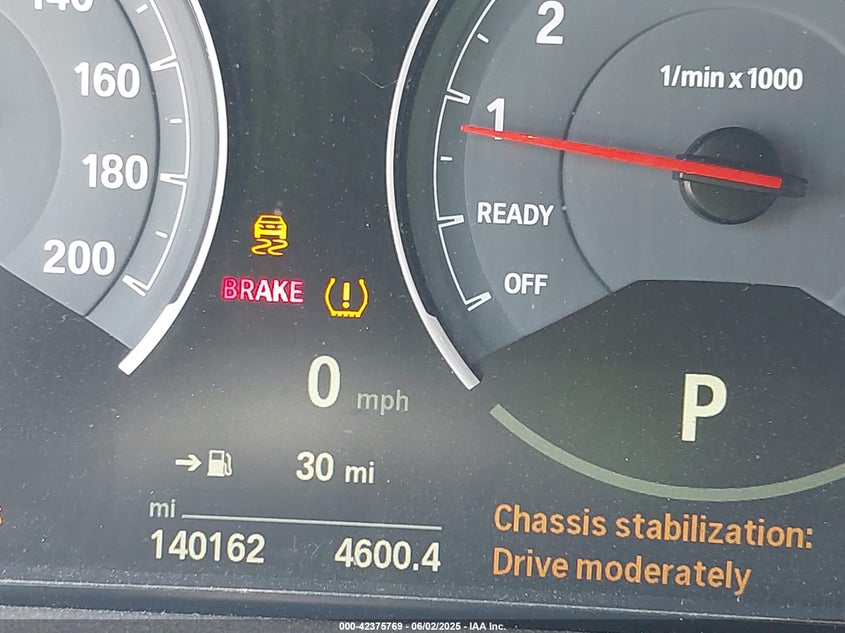 140
160
180
200
2
1/min x 1000
1
READY
OFF
BRAKE
0 mph
P
30 mi
mi
140162 4600.4
Chassis stabilization:
Drive moderately
000-42375769 - 06/02/2025 - IAA Inc.